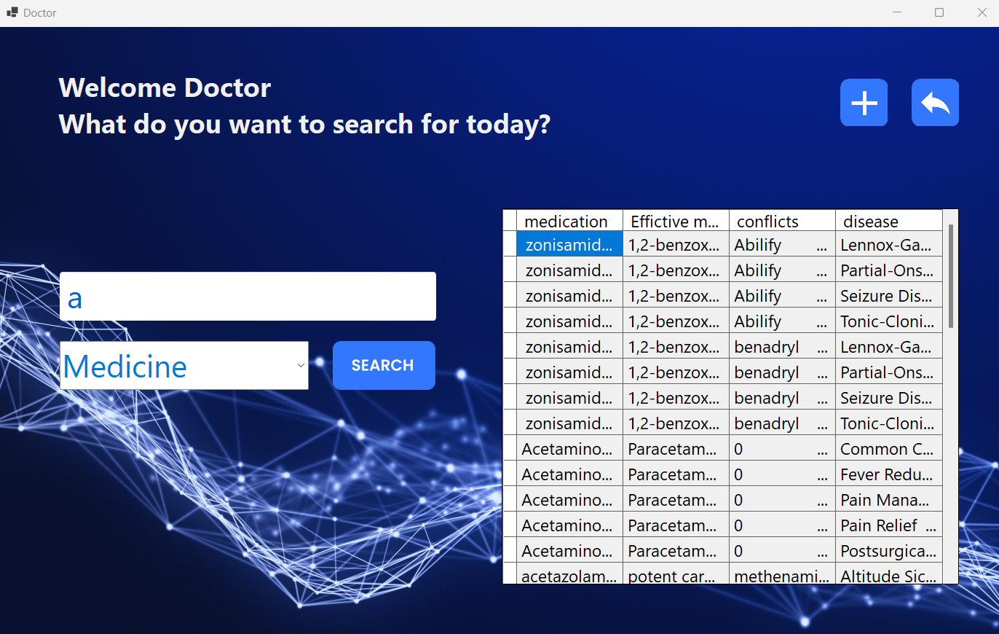 Doctor
Welcome Doctor
What do you want to search for today?
a
Medicine
SEARCH
medication Effictive m... conflicts disease
zonisamid... 1,2-benzox... Abilify ... Lennox-Ga...
zonisamid... 1,2-benzox... Abilify ... Partial-Ons...
zonisamid... 1,2-benzox... Abilify ... Seizure Dis...
zonisamid... 1,2-benzox... Abilify ... Tonic-Cloni...
zonisamid... 1,2-benzox... benadryl ... Lennox-Ga...
zonisamid... 1,2-benzox... benadryl ... Partial-Ons...
zonisamid... 1,2-benzox... benadryl ... Seizure Dis...
zonisamid... 1,2-benzox... benadryl ... Tonic-Cloni...
Acetamino... Paracetam... 0 ... Common C...
Acetamino... Paracetam... 0 ... Fever Redu...
Acetamino... Paracetam... 0 ... Pain Mana...
Acetamino... Paracetam... 0 ... Pain Relief ...
Acetamino... Paracetam... 0 ... Postsurgica...
acetazolam... potent car... methenami... Altitude Sic...